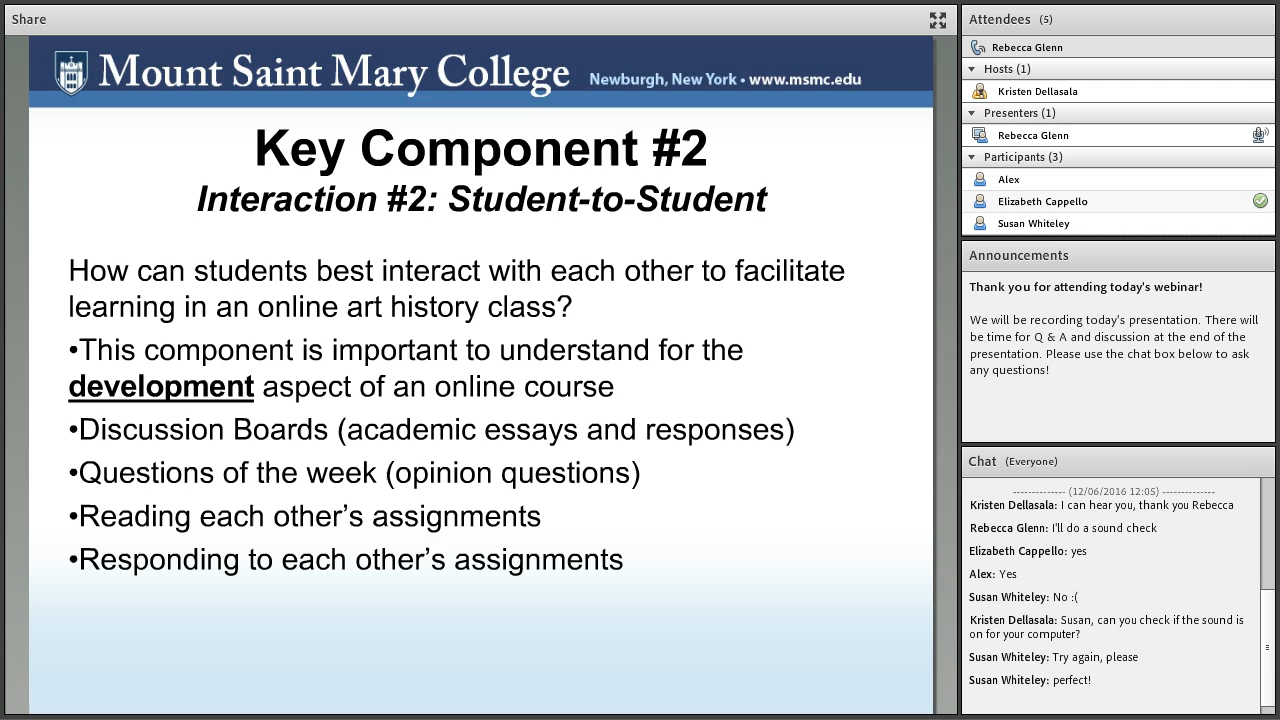 Share
Mount Saint Mary College Newburgh, New York • www.msmc.edu
Key Component #2
Interaction #2: Student-to-Student
How can students best interact with each other to facilitate
learning in an online art history class?
•This component is important to understand for the
development aspect of an online course
•Discussion Boards (academic essays and responses)
•Questions of the week (opinion questions)
•Reading each other’s assignments
•Responding to each other’s assignments
Attendees (5)
Rebecca Glenn
Hosts (1)
Kristen Dellasala
Presenters (1)
Rebecca Glenn
Participants (3)
Alex
Elizabeth Cappello
Susan Whiteley
Announcements
Thank you for attending today's webinar!
We will be recording today's presentation. There will
be time for Q & A and discussion at the end of the
presentation. Please use the chat box below to ask
any questions!
Chat (Everyone)
-------------- (12/06/2016 12:05) --------------
Kristen Dellasala: I can hear you, thank you Rebecca
Rebecca Glenn: I'll do a sound check
Elizabeth Cappello: yes
Alex: Yes
Susan Whiteley: No :(
Kristen Dellasala: Susan, can you check if the sound is
on for your computer?
Susan Whiteley: Try again, please
Susan Whiteley: perfect!